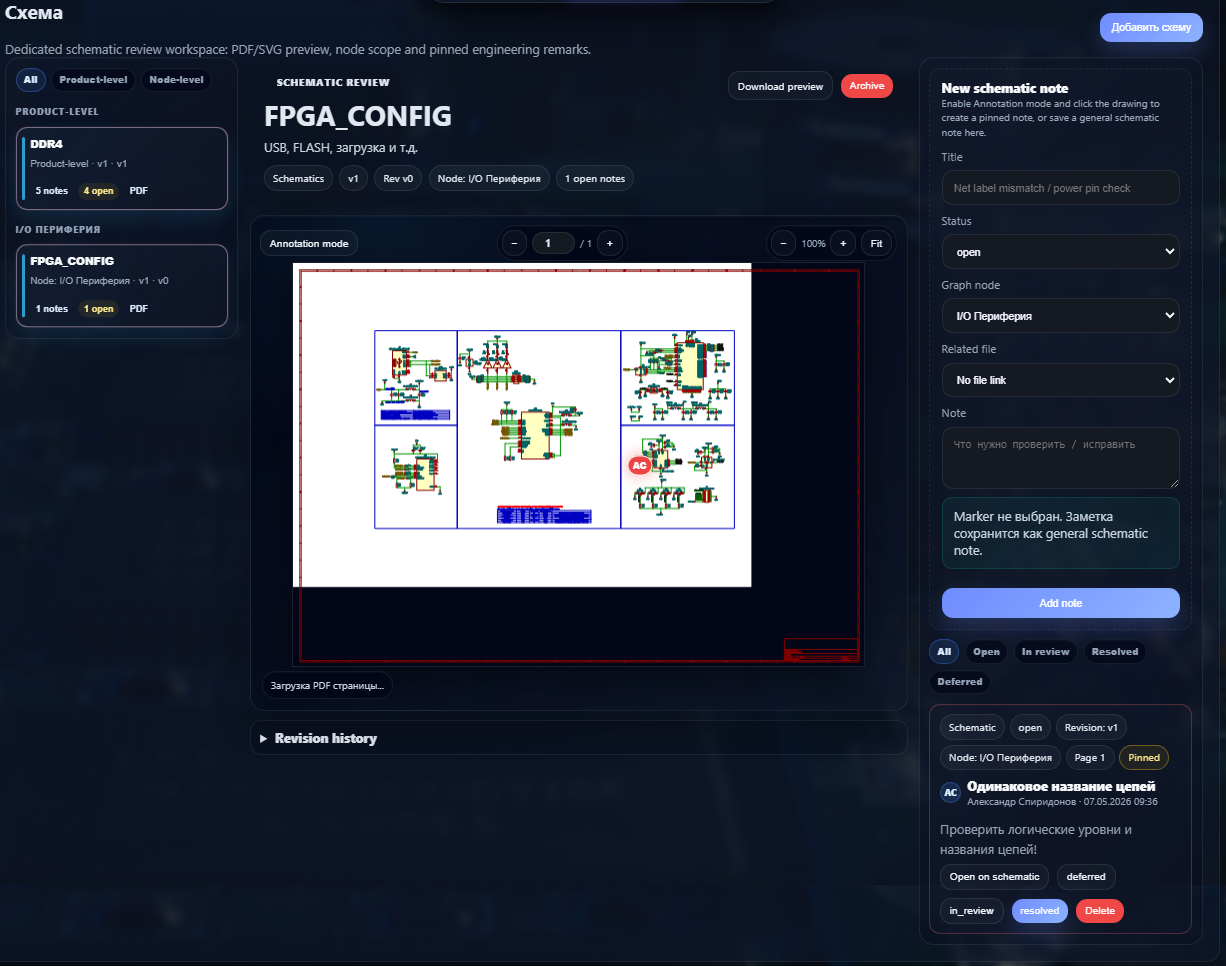 Схема
Dedicated schematic review workspace: PDF/SVG preview, node scope and pinned engineering remarks.
Добавить схему
All
Product-level
Node-level
PRODUCT-LEVEL
DDR4
Product-level · v1 · v1
5 notes
4 open
PDF
I/O ПЕРИФЕРИЯ
FPGA_CONFIG
Node: I/O Периферия · v1 · v0
1 notes
1 open
PDF
SCHEMATIC REVIEW
Download preview
Archive
FPGA_CONFIG
USB, FLASH, загрузка и т.д.
Schematics
v1
Rev v0
Node: I/O Периферия
1 open notes
Annotation mode
−
1
/ 1
+
−
100%
+
Fit
AC
Загрузка PDF страницы...
Revision history
New schematic note
Enable Annotation mode and click the drawing to
create a pinned note, or save a general schematic
note here.
Title
Net label mismatch / power pin check
Status
open
Graph node
I/O Периферия
Related file
No file link
Note
Что нужно проверить / исправить
Marker не выбран. Заметка
сохранится как general schematic
note.
Add note
All
Open
In review
Resolved
Deferred
Schematic
open
Revision: v1
Node: I/O Периферия
Page 1
Pinned
AC
Одинаковое название цепей
Александр Спиридонов · 07.05.2026 09:36
Проверить логические уровни и
названия цепей!
Open on schematic
deferred
in_review
resolved
Delete